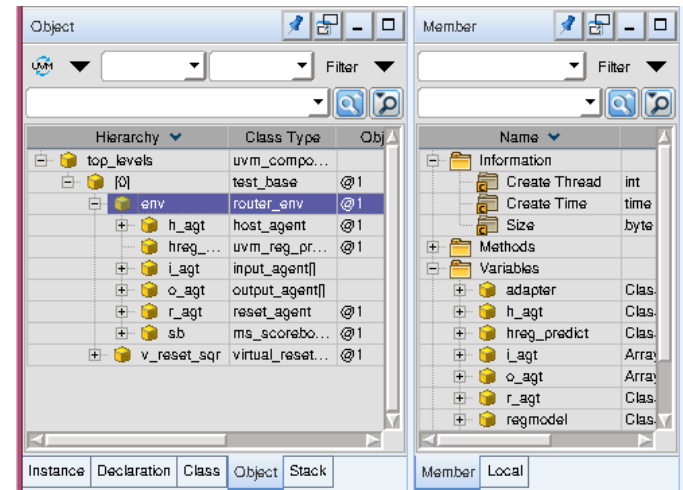 Object
UVM
Filter
Hierarchy Class Type Obj
top_levels uvm_compo...
[0] test_base @1
env router_env @1
h_agt host_agent @1
hreg_... uvm_reg_pr... @1
i_agt input_agent[]
o_agt output_agent[]
r_agt reset_agent @1
sb ms_scorebo... @1
v_reset_sqr virtual_reset... @1
Instance Declaration Class Object Stack
Member
Filter
Name
Information
Create Thread int
Create Time time
Size byte
Methods
Variables
adapter Clas
h_agt Clas
hreg_predict Clas
i_agt Array
o_agt Array
r_agt Clas
regmodel Clas
Member Local